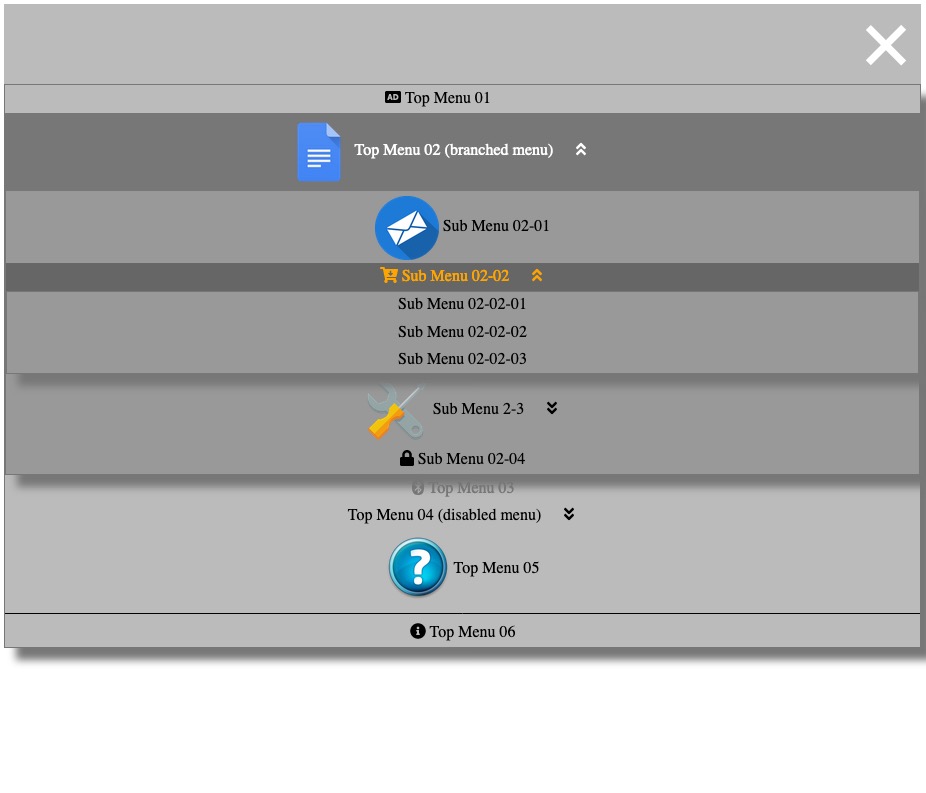 AD Top Menu 01
Top Menu 02 (branched menu)
Sub Menu 02-01
Sub Menu 02-02
Sub Menu 02-02-01
Sub Menu 02-02-02
Sub Menu 02-02-03
Sub Menu 2-3
Sub Menu 02-04
Top Menu 03
Top Menu 04 (disabled menu)
? Top Menu 05
Top Menu 06